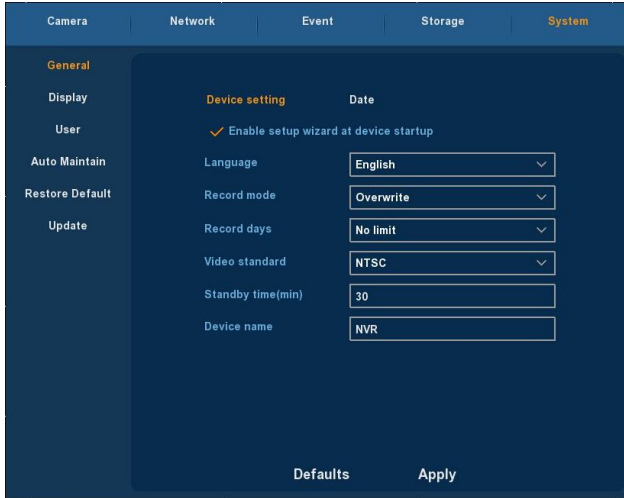 Camera Network Event Storage System
General
Display
User
Auto Maintain
Restore Default
Update
Device setting Date
Enable setup wizard at device startup
Language English
Record mode Overwrite
Record days No limit
Video standard NTSC
Standby time(min) 30
Device name NVR
Defaults Apply